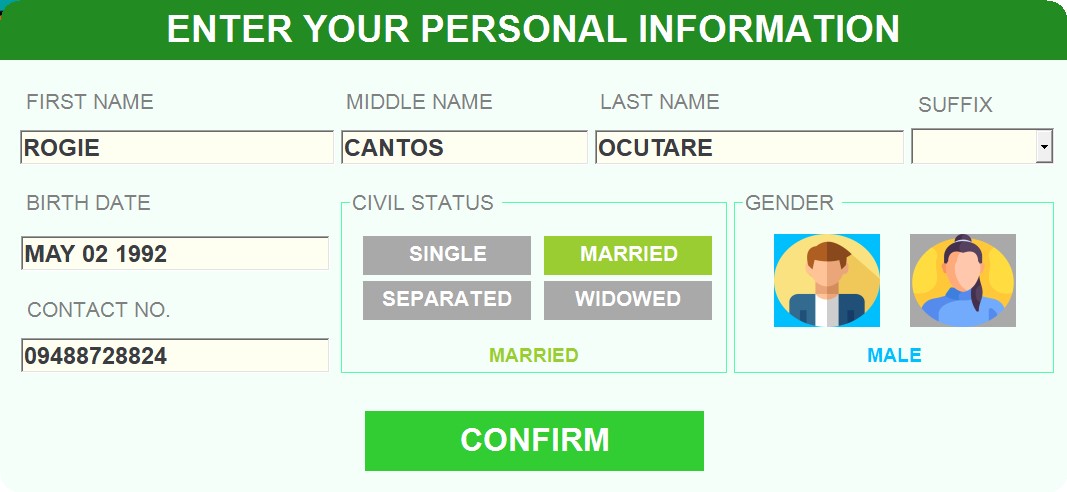 ENTER YOUR PERSONAL INFORMATION
FIRST NAME MIDDLE NAME LAST NAME SUFFIX
ROGIE CANTOS OCUTARE
BIRTH DATE CIVIL STATUS GENDER
MAY 02 1992 SINGLE MARRIED
SEPARATED WIDOWED
CONTACT NO.
09488728824 MARRIED MALE
CONFIRM